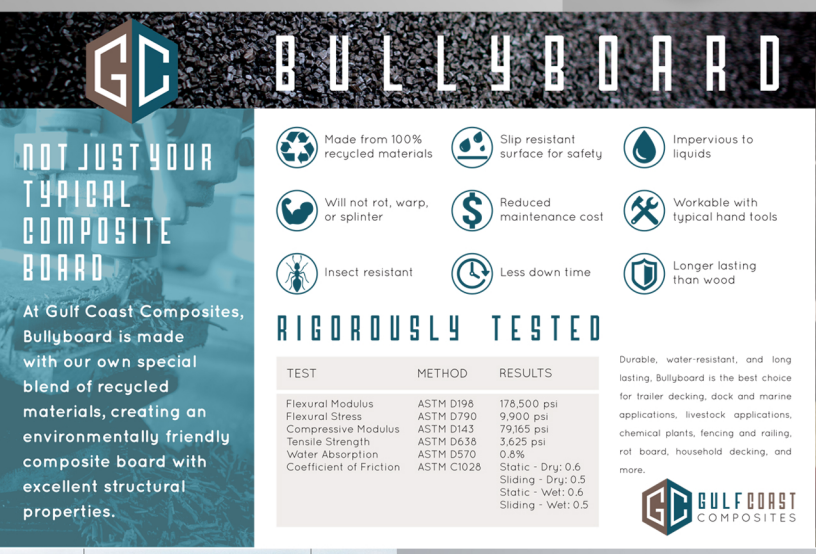 GC
BULLYBOARD
NOT JUST YOUR
TYPICAL
COMPOSITE
BOARD
At Gulf Coast Composites,
Bullyboard is made
with our own special
blend of recycled
materials, creating an
environmentally friendly
composite board with
excellent structural
properties.
Made from 100%
recycled materials
Slip resistant
surface for safety
Impervious to
liquids
Will not rot, warp,
or splinter
$
Reduced
maintenance cost
Workable with
typical hand tools
Insect resistant
Less down time
Longer lasting
than wood
RIGOROUSLY TESTED
TEST METHOD RESULTS
Flexural Modulus ASTM D198 178,500 psi
Flexural Stress ASTM D790 9,900 psi
Compressive Modulus ASTM D143 79,165 psi
Tensile Strength ASTM D638 3,625 psi
Water Absorption ASTM D570 0.8%
Coefficient of Friction ASTM C1028 Static - Dry: 0.6
Sliding - Dry: 0.5
Static - Wet: 0.6
Sliding - Wet: 0.5
Durable, water-resistant, and long
lasting, Bullyboard is the best choice
for trailer decking, dock and marine
applications, livestock applications,
chemical plants, fencing and railing,
rot board, household decking, and
more.
GC GULF COAST
COMPOSITES